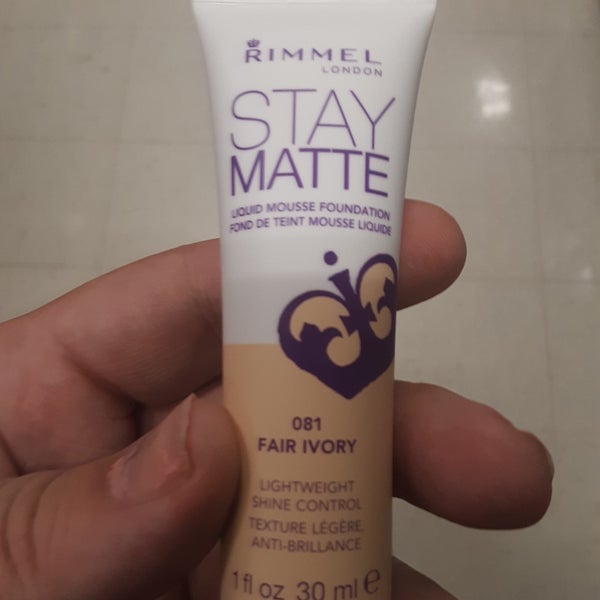 RIMMEL
LONDON
STAY
MATTE
LIQUID MOUSSE FOUNDATION
FOND DE TEINT MOUSSE LIQUIDE
081
FAIR IVORY
LIGHTWEIGHT
SHINE CONTROL
TEXTURE LÉGÈRE,
ANTI-BRILLANCE
1 fl oz 30 ml e